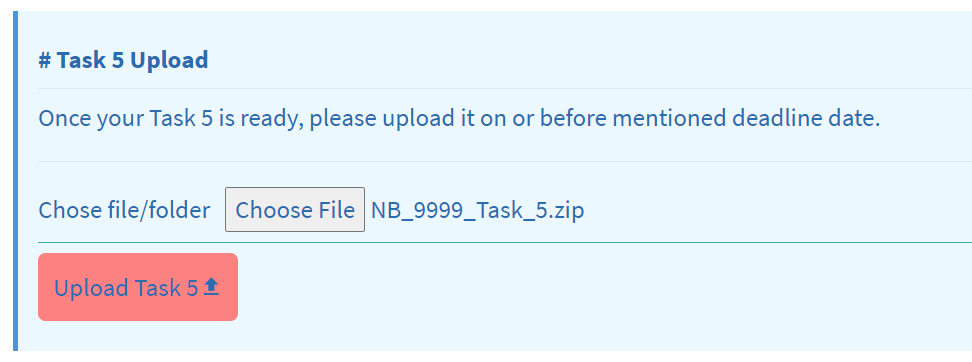 # Task 5 Upload
Once your Task 5 is ready, please upload it on or before mentioned deadline date.
Chose file/folder Choose File NB_9999_Task_5.zip
Upload Task 5